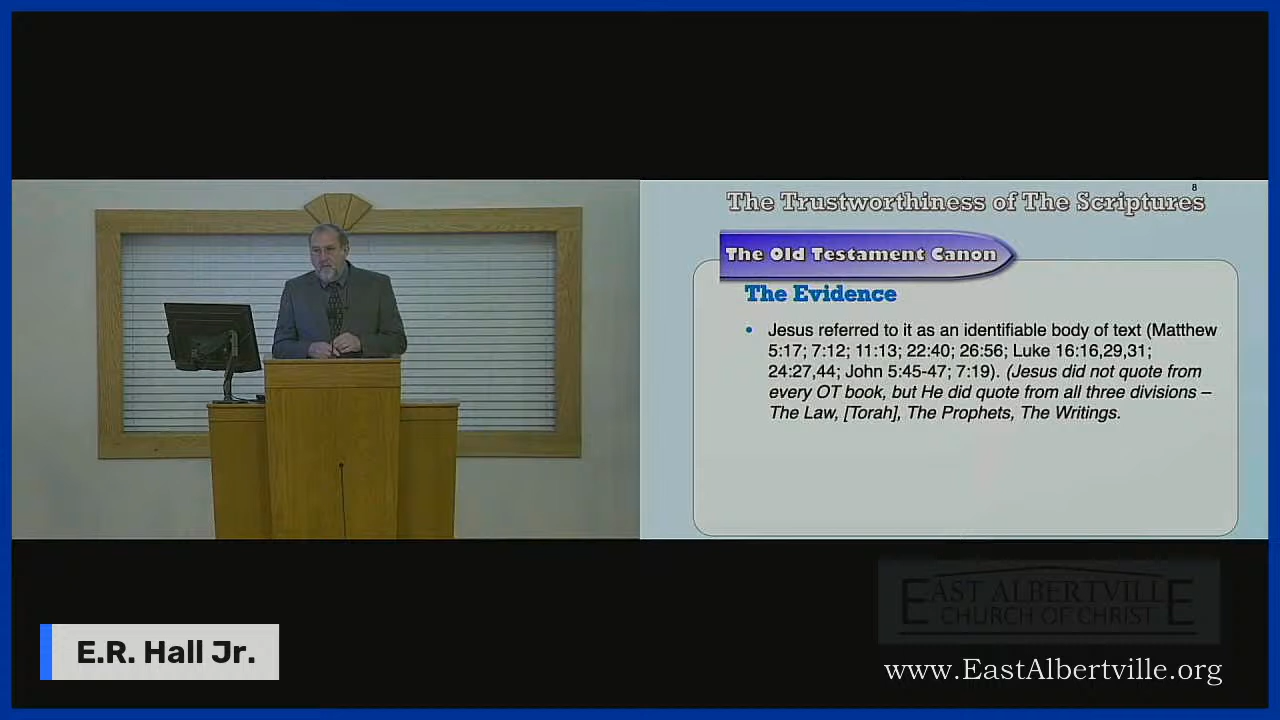 8
The Trustworthiness of The Scriptures
The Old Testament Canon
The Evidence
• Jesus referred to it as an identifiable body of text (Matthew
5:17; 7:12; 11:13; 22:40; 26:56; Luke 16:16,29,31;
24:27,44; John 5:45-47; 7:19). (Jesus did not quote from
every OT book, but He did quote from all three divisions –
The Law, [Torah], The Prophets, The Writings.
EAST ALBERTVILLE
CHURCH OF CHRIST
E.R. Hall Jr.
www.EastAlbertville.org